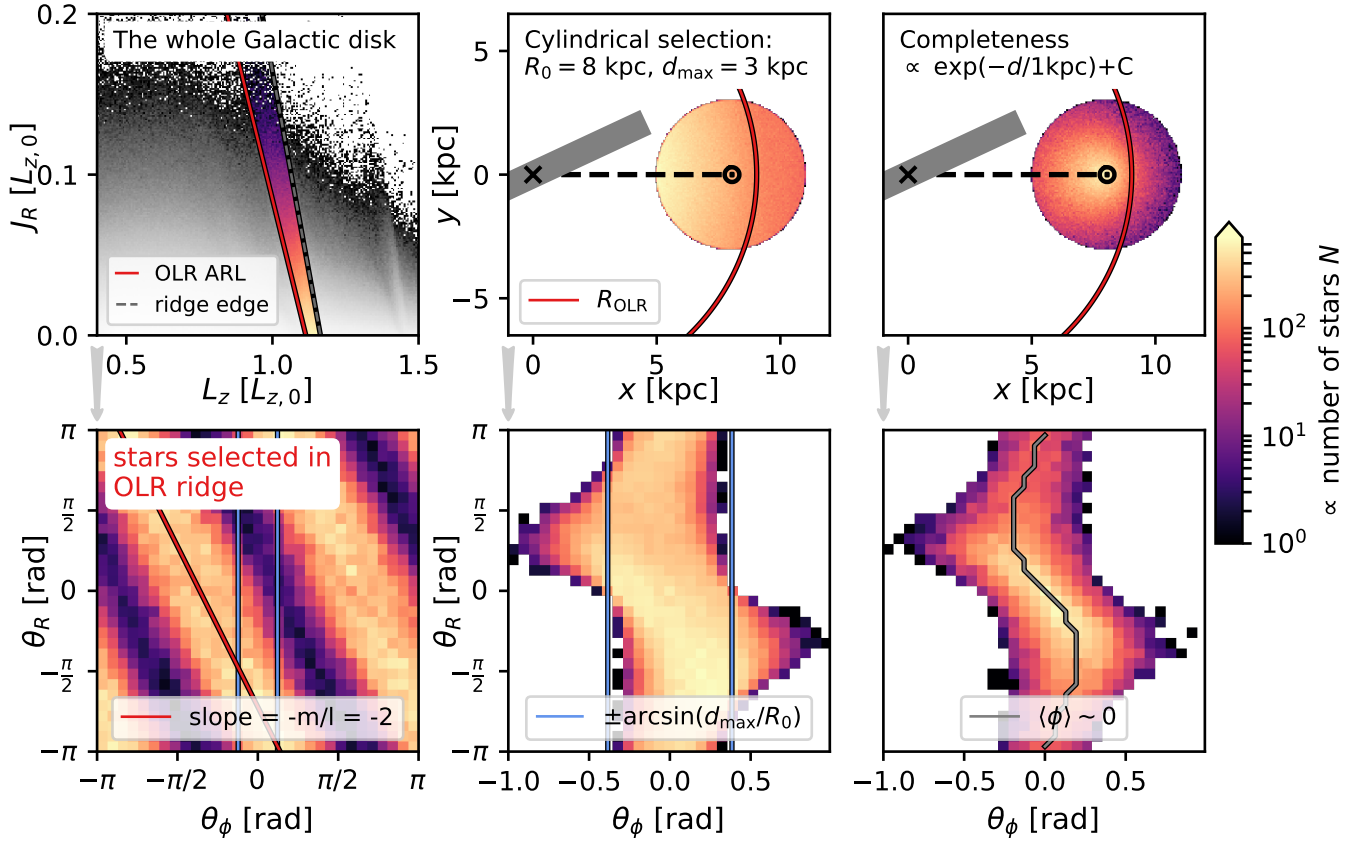 The whole Galactic disk
0.2
0.1
0.0
J_R [L_{z,0}]
OLR ARL
ridge edge
0.5 1.0 1.5
L_z [L_{z,0}]
Cylindrical selection:
R_0 = 8 kpc, d_max = 3 kpc
5
0
−5
y [kpc]
R_OLR
0 5 10
x [kpc]
Completeness
∝ exp(−d/1kpc)+C
0 5 10
x [kpc]
10^2
10^1
10^0
∝ number of stars N
stars selected in
OLR ridge
π
π/2
0
−π/2
−π
θ_R [rad]
slope = -m/l = -2
−π −π/2 0 π/2 π
θ_ϕ [rad]
π
π/2
0
−π/2
−π
θ_R [rad]
±arcsin(d_max/R_0)
−1.0 −0.5 0.0 0.5
θ_ϕ [rad]
⟨ϕ⟩ ~ 0
−1.0 −0.5 0.0 0.5
θ_ϕ [rad]